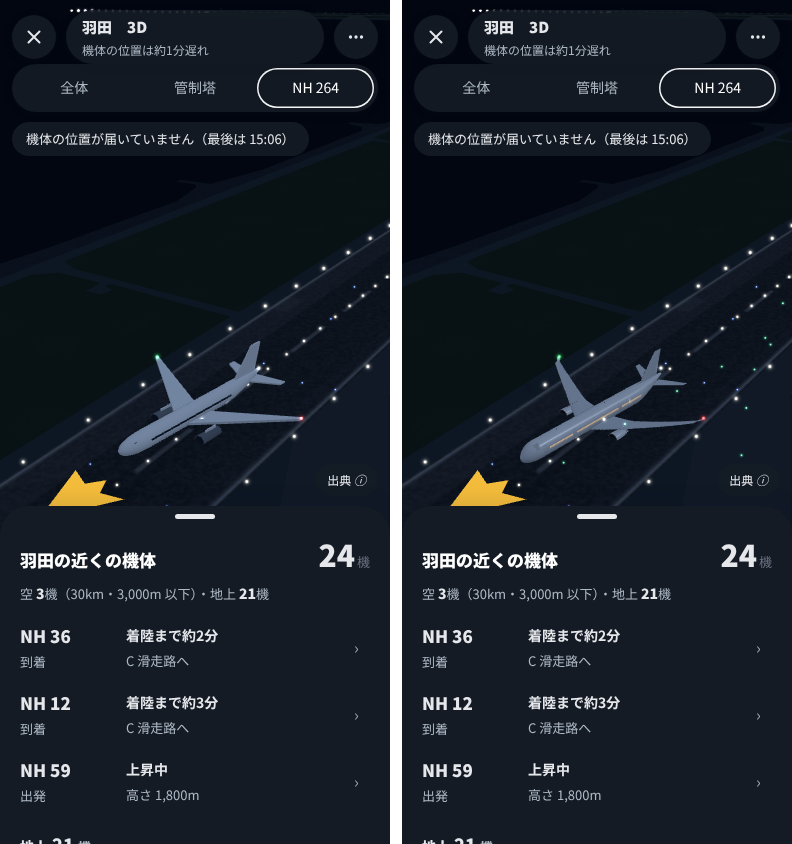 羽田 3D
機体の位置は約1分遅れ
全体 管制塔 NH 264
機体の位置が届いていません（最後は 15:06）
出典
羽田の近くの機体 24機
空 3機（30km・3,000m 以下）・地上 21機
NH 36 着陸まで約2分
到着 C 滑走路へ
NH 12 着陸まで約3分
到着 C 滑走路へ
NH 59 上昇中
出発 高さ 1,800m
地上 21機
羽田 3D
機体の位置は約1分遅れ
全体 管制塔 NH 264
機体の位置が届いていません（最後は 15:06）
出典
羽田の近くの機体 24機
空 3機（30km・3,000m 以下）・地上 21機
NH 36 着陸まで約2分
到着 C 滑走路へ
NH 12 着陸まで約3分
到着 C 滑走路へ
NH 59 上昇中
出発 高さ 1,800m
地上 21機